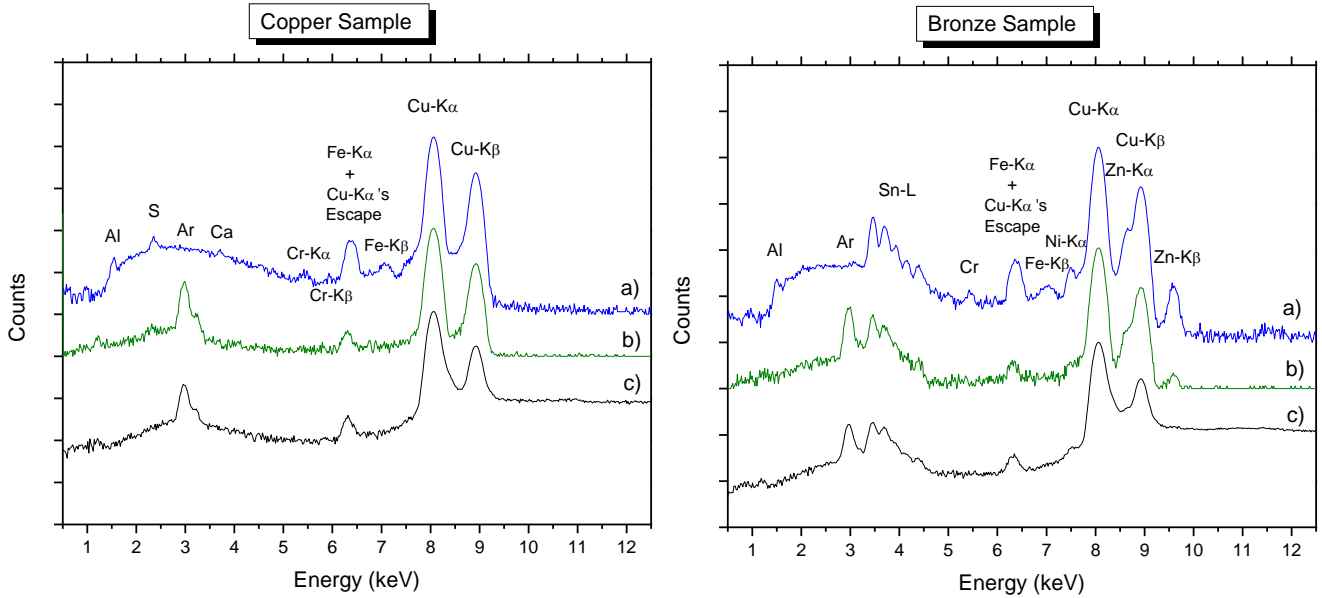 Copper Sample
Cu-Kα
Cu-Kβ
Fe-Kα
+
Cu-Kα's
Escape
S
Al
Ar
Ca
Cr-Kα
Fe-Kβ
Cr-Kβ
a)
b)
c)
Counts
1 2 3 4 5 6 7 8 9 10 11 12
Energy (keV)
Bronze Sample
Cu-Kα
Cu-Kβ
Fe-Kα
+
Cu-Kα's
Escape
Zn-Kα
Sn-L
Al
Ar
Cr
Ni-Kα
Fe-Kβ
Zn-Kβ
a)
b)
c)
Counts
1 2 3 4 5 6 7 8 9 10 11 12
Energy (keV)